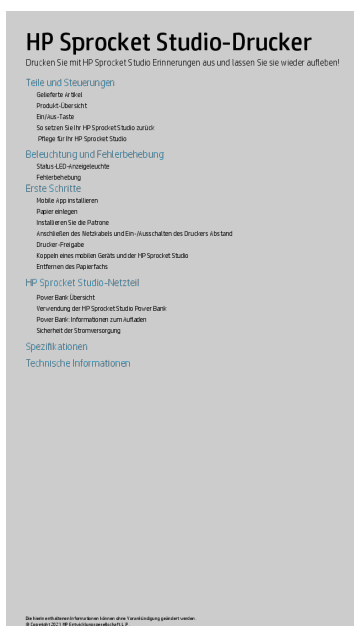 HP Sprocket Studio-Drucker
Drucken Sie mit HP Sprocket Studio Erinnerungen aus und lassen Sie sie wieder aufleben!
Teile und Steuerungen
Gelieferte Artikel
Produkt-Übersicht
Ein/Aus-Taste
So setzen Sie Ihr HP Sprocket Studio zurück
Pflege für Ihr HP Sprocket Studio
Beleuchtung und Fehlerbehebung
Status-LED-Anzeigeleuchte
Fehlerbehebung
Erste Schritte
Mobile App installieren
Papier einlegen
Installieren Sie die Patrone
Anschließen des Netzkabels und Ein-/Ausschalten des Druckers Abstand
Drucker-Freigabe
Koppeln eines mobilen Geräts und der HP Sprocket Studio
Entfernen des Papierfachs
HP Sprocket Studio-Netzteil
Power Bank Übersicht
Verwendung der HP Sprocket Studio Power Bank
Power Bank: Informationen zum Aufladen
Sicherheit der Stromversorgung
Spezifikationen
Technische Informationen
Die hierin enthaltenen Informationen können ohne Vorankündigung geändert werden.
© Copyright 2021 HP Entwicklungsgesellschaft, L.P.